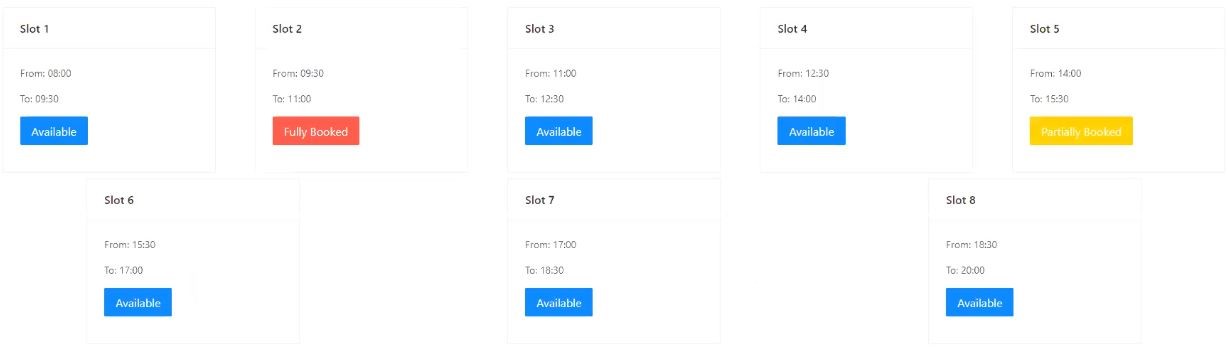 Slot 1
From: 08:00
To: 09:30
Available
Slot 2
From: 09:30
To: 11:00
Fully Booked
Slot 3
From: 11:00
To: 12:30
Available
Slot 4
From: 12:30
To: 14:00
Available
Slot 5
From: 14:00
To: 15:30
Partially Booked
Slot 6
From: 15:30
To: 17:00
Available
Slot 7
From: 17:00
To: 18:30
Available
Slot 8
From: 18:30
To: 20:00
Available